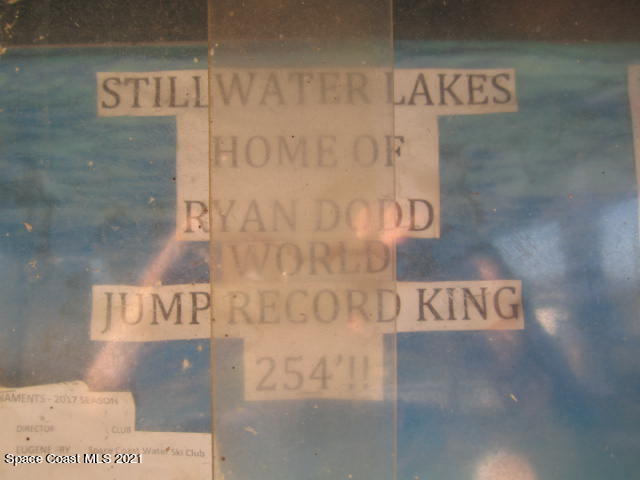 STILLWATER LAKES
HOME OF
RYAN DODD
WORLD
JUMP RECORD KING
254'!!
NAMENTS - 2017 SEASON
DIRECTOR CLUB
EUGENE Water Ski Club
Space Coast MLS 2021